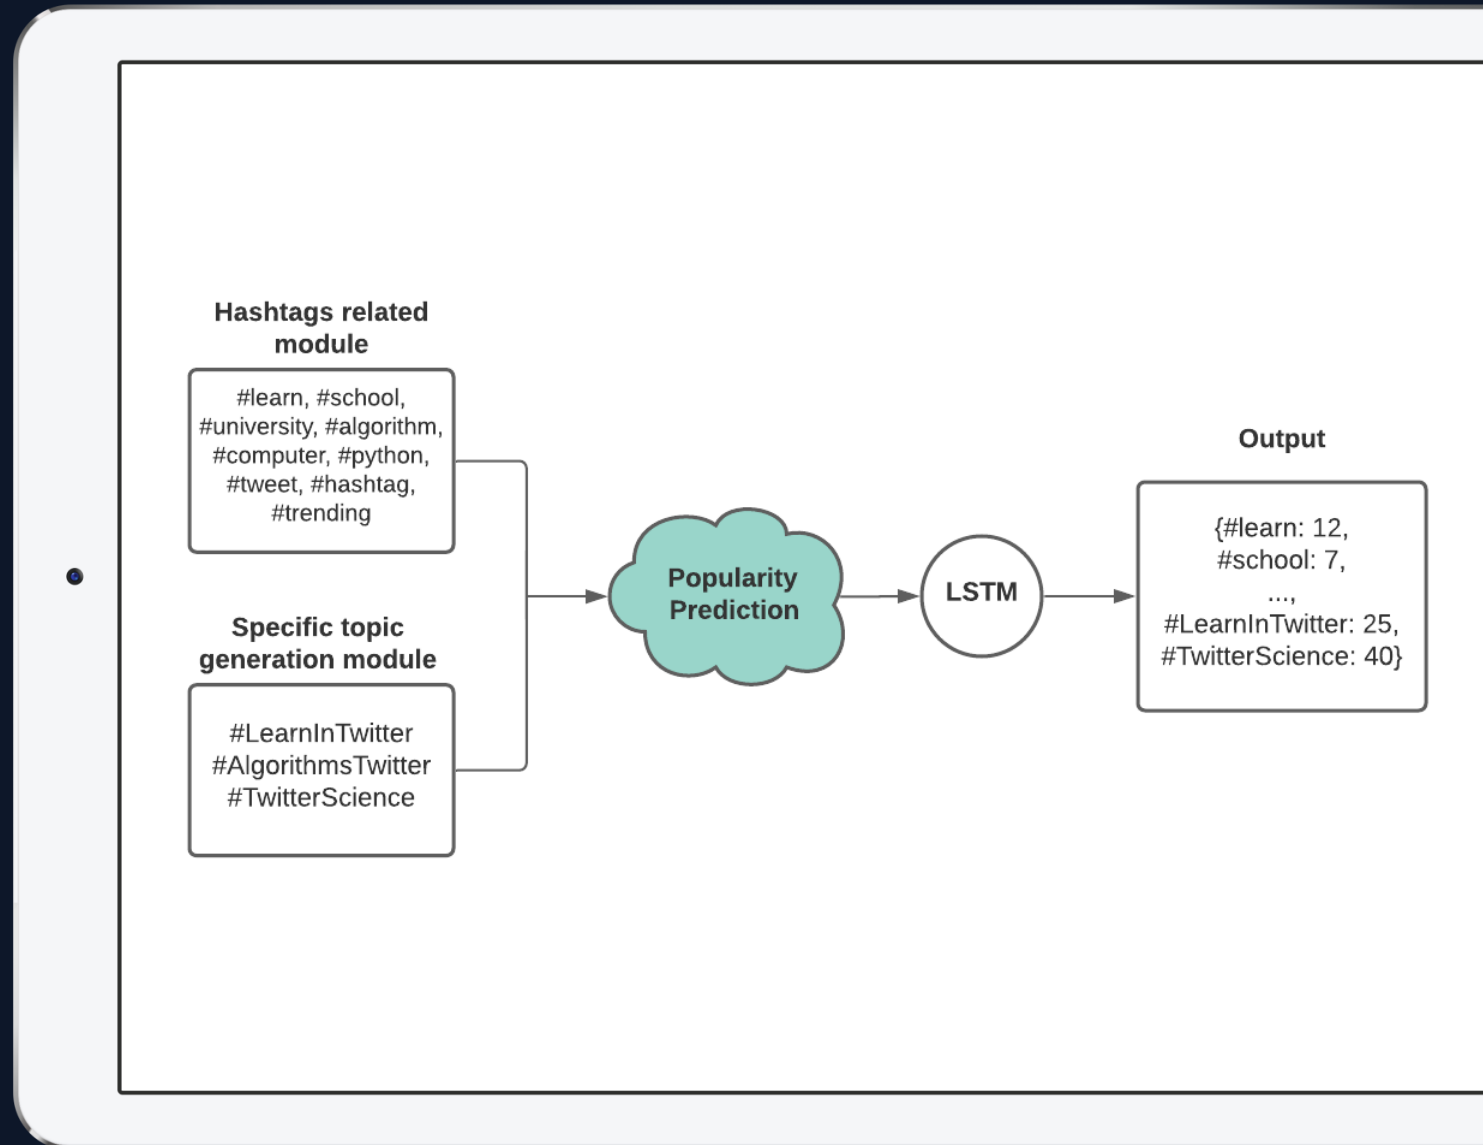 Hashtags related
module
#learn, #school,
#university, #algorithm,
#computer, #python,
#tweet, #hashtag,
#trending
Specific topic
generation module
#LearnInTwitter
#AlgorithmsTwitter
#TwitterScience
Popularity
Prediction
LSTM
Output
{#learn: 12,
#school: 7,
...,
#LearnInTwitter: 25,
#TwitterScience: 40}